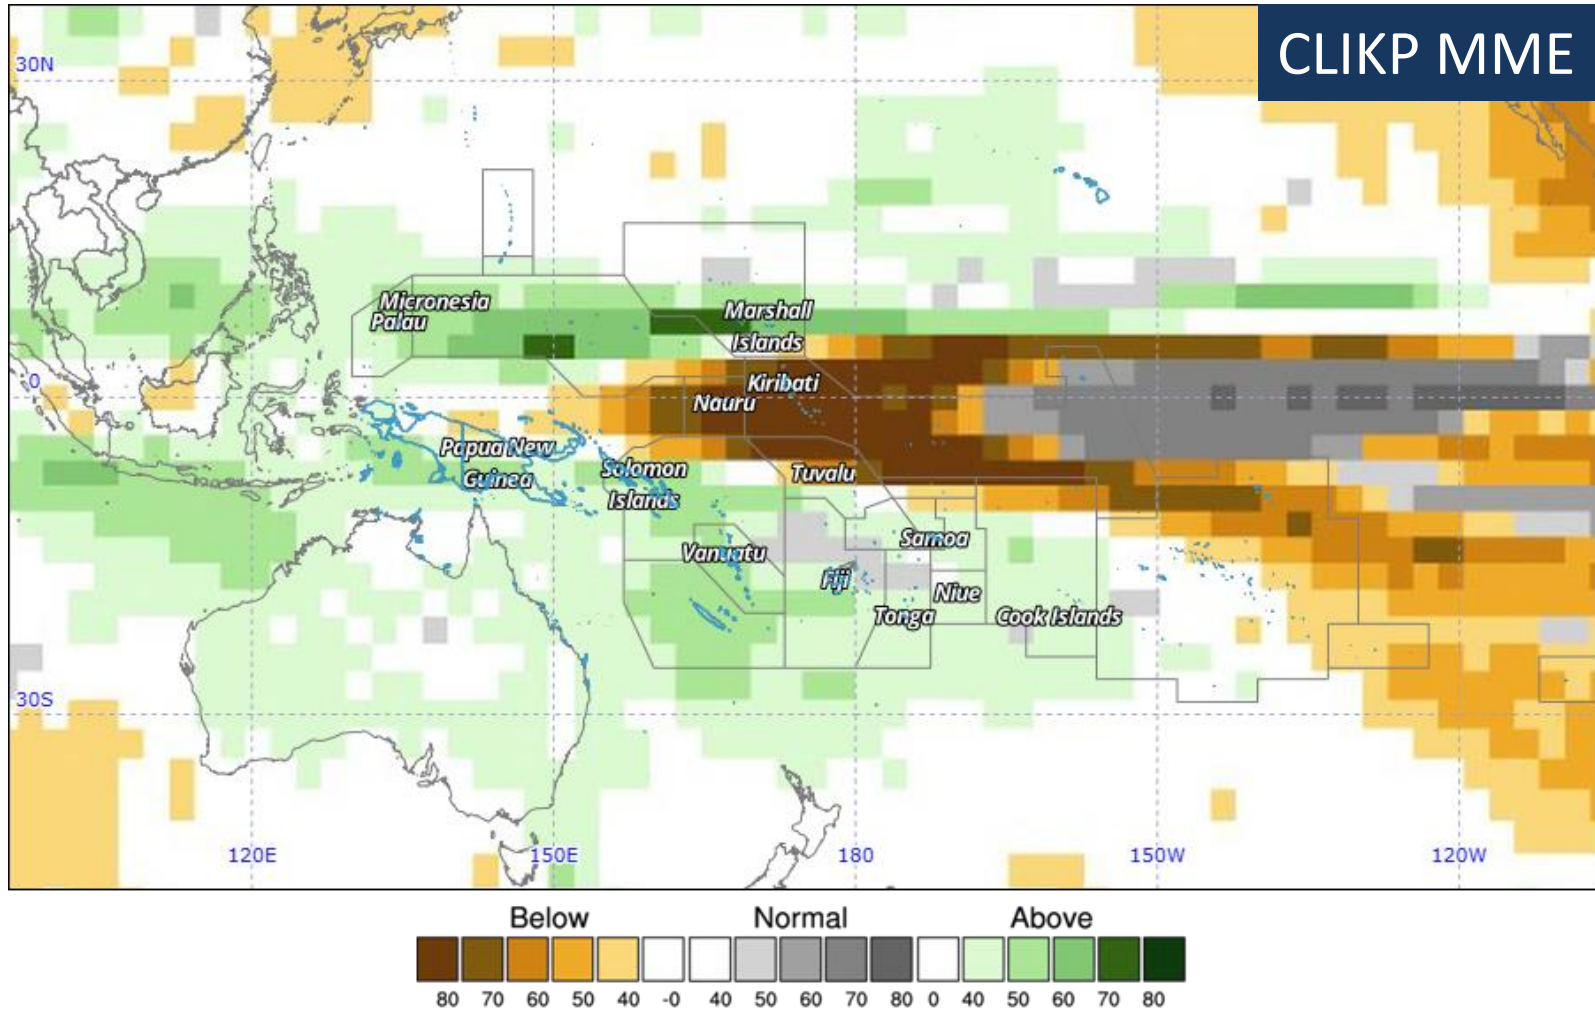 CLIKP MME
30N
Micronesia
Palau
Marshall
Islands
0
Kiribati
Nauru
Papua New
Guinea
Solomon
Islands
Tuvalu
Vanuatu
Samoa
Fiji
Niue
Tonga
Cook Islands
30S
120E 150E 180 150W 120W
Below Normal Above
80 70 60 50 40 -0 40 50 60 70 80 0 40 50 60 70 80